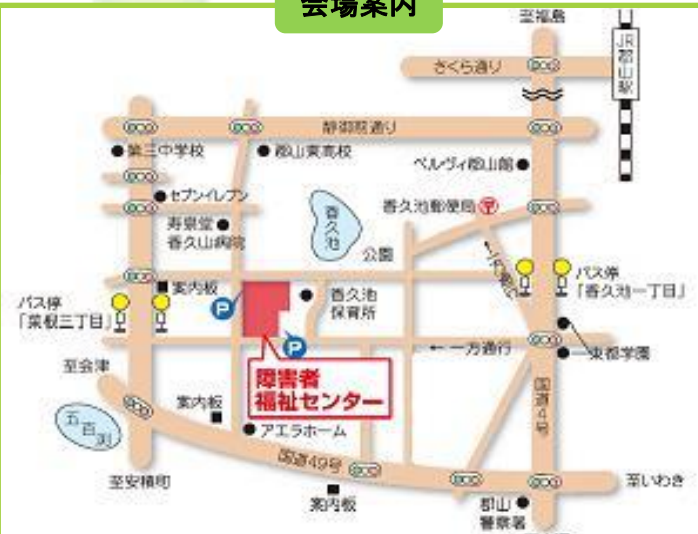 会場案内
至福島
JR郡山駅
さくら通り
静御前通り
第三中学校
郡山東高校
ベルヴィ郡山館
セブンイレブン
香久池
香久池郵便局
寿泉堂
香久山病院
公園
案内板
P
香久池
保育所
バス停
「香久池一丁目」
バス停
「菜根三丁目」
P
←一方通行
東都学園
至会津
障害者
福祉センター
案内板
国道4号
五百渕
アエラホーム
国道49号
至安積町
案内板
至いわき
郡山
警察署